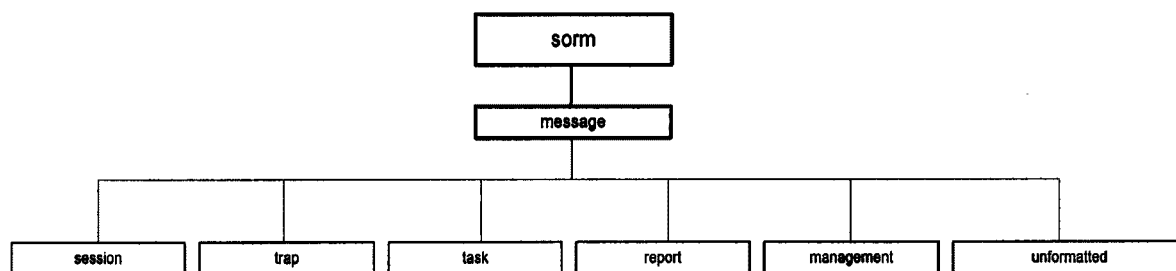 sorm
message
session trap task report management unformatted